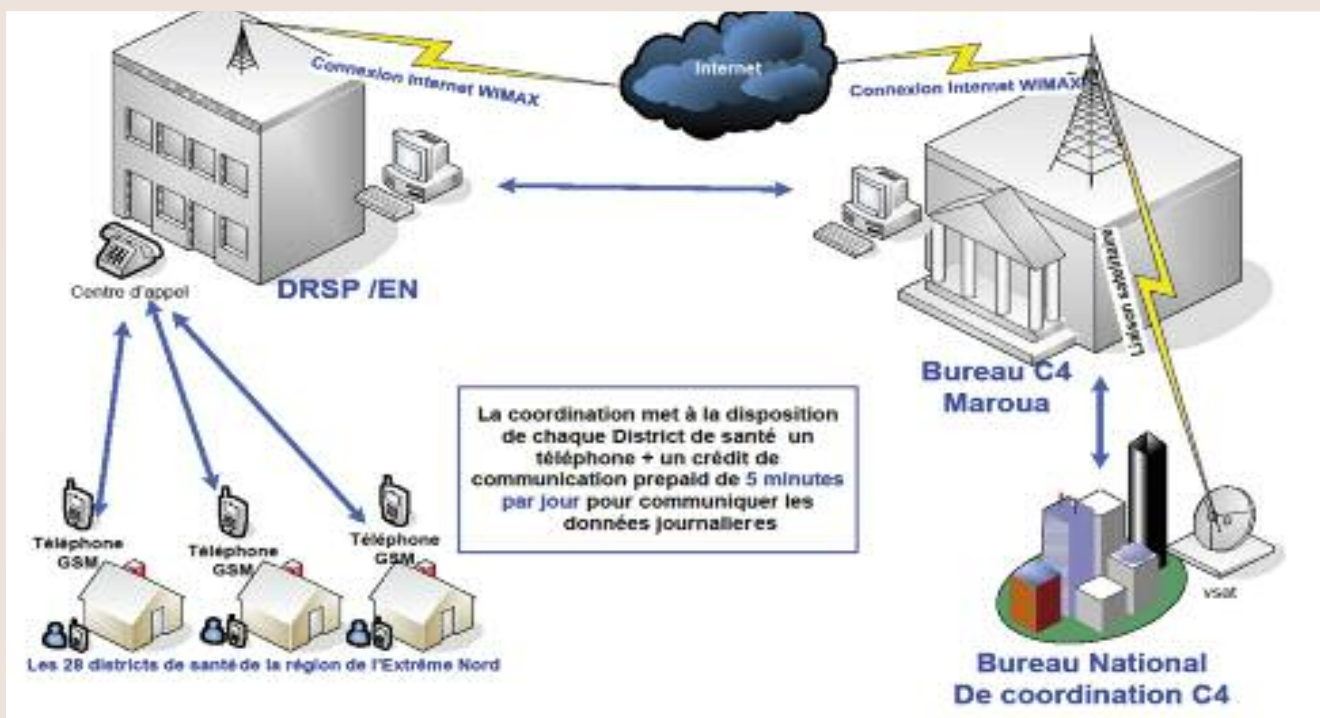 Internet
Connexion Internet WIMAX
Connexion Internet WIMAX
Centre d'appel
DRSP /EN
Liaison satellitaire
Bureau C4
Maroua
La coordination met à la disposition
de chaque District de santé un
téléphone + un crédit de
communication prepaid de 5 minutes
par jour pour communiquer les
données journalieres
Téléphone
GSM
Téléphone
GSM
Téléphone
GSM
vsat
Les 28 districts de santé de la région de l'Extrême Nord
Bureau National
De coordination C4